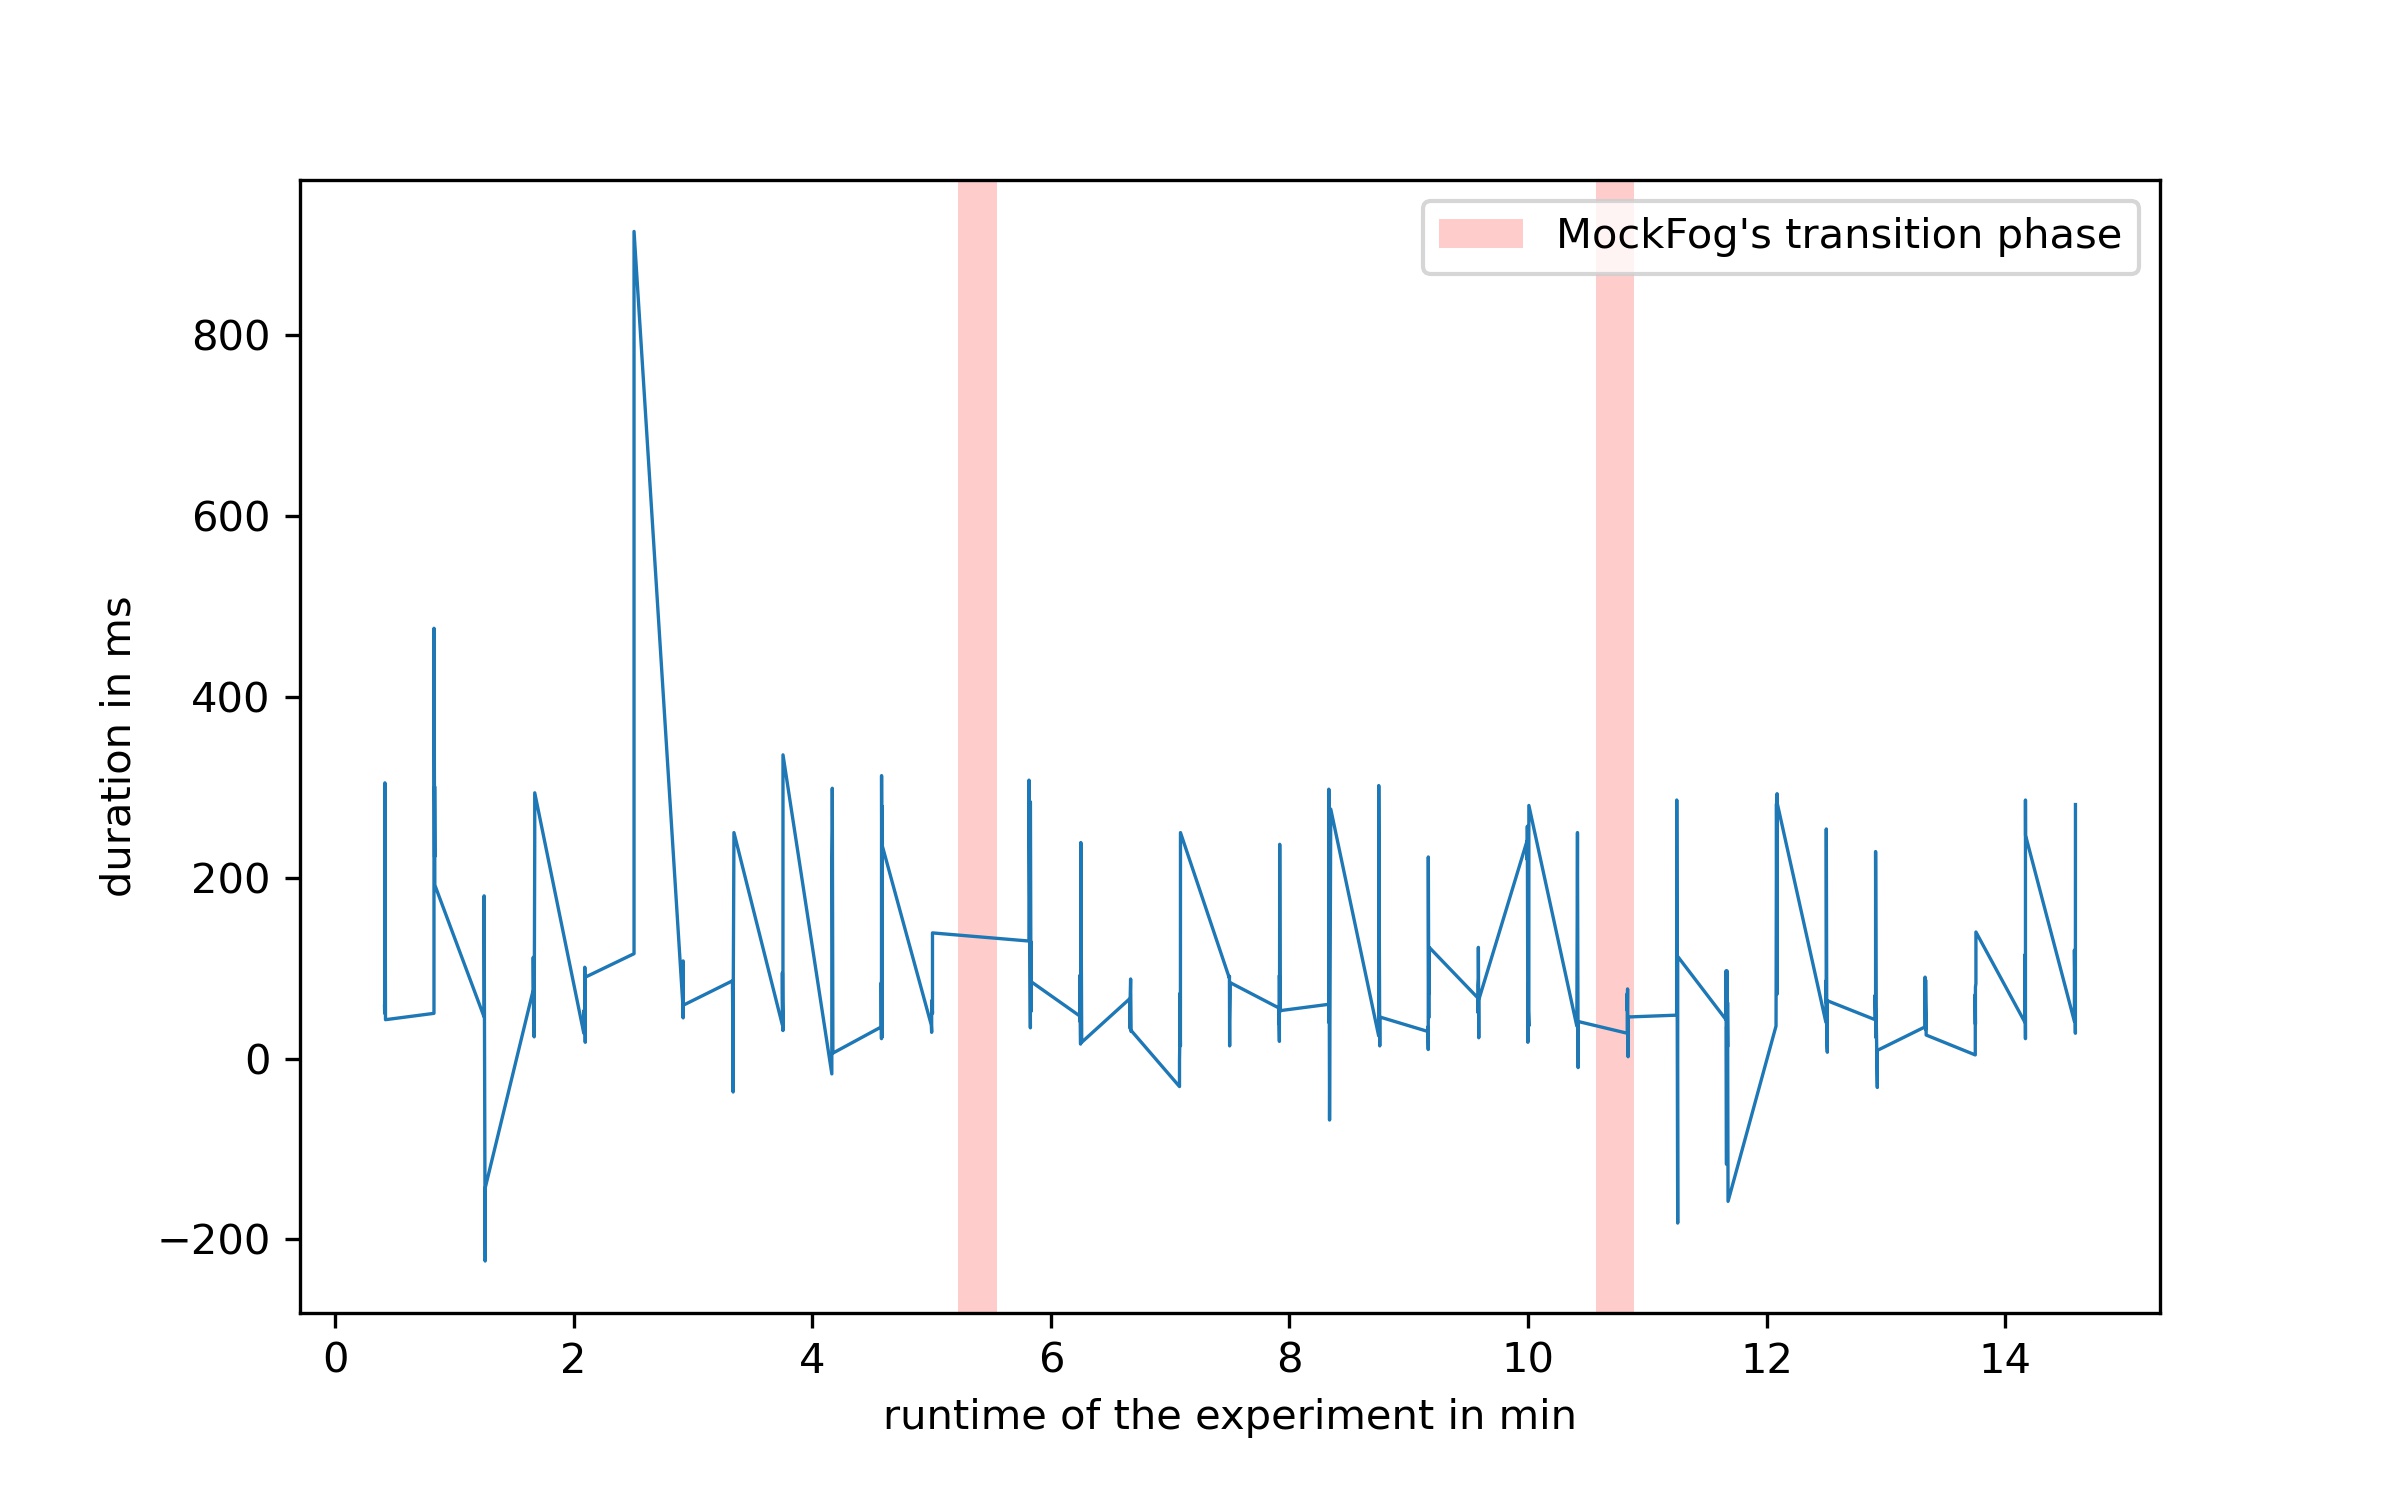 MockFog's transition phase
800
600
400
200
0
−200
duration in ms
0 2 4 6 8 10 12 14
runtime of the experiment in min